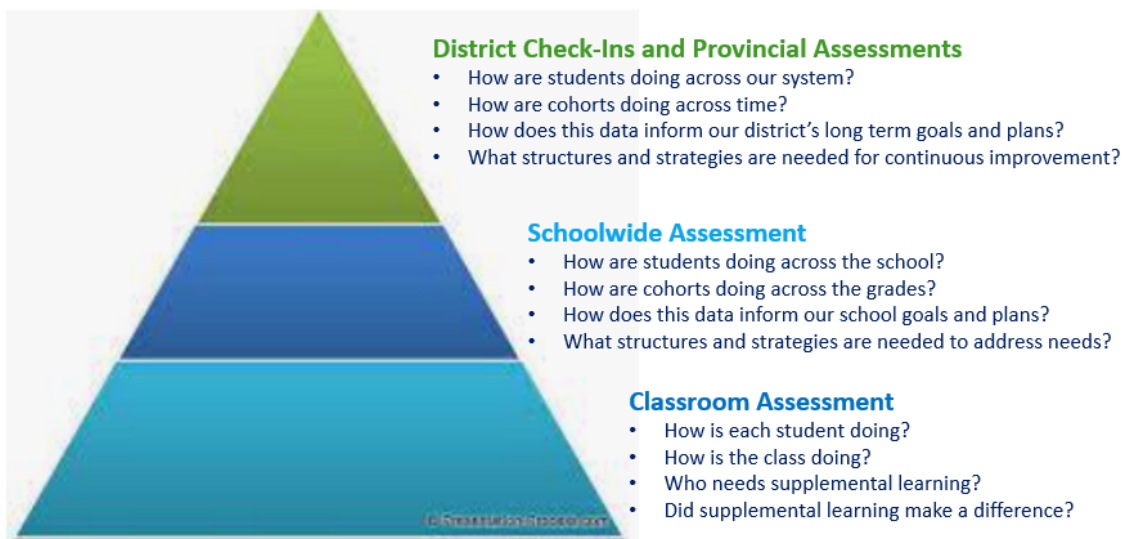 District Check-Ins and Provincial Assessments
• How are students doing across our system?
• How are cohorts doing across time?
• How does this data inform our district's long term goals and plans?
• What structures and strategies are needed for continuous improvement?
Schoolwide Assessment
• How are students doing across the school?
• How are cohorts doing across the grades?
• How does this data inform our school goals and plans?
• What structures and strategies are needed to address needs?
Classroom Assessment
• How is each student doing?
• How is the class doing?
• Who needs supplemental learning?
• Did supplemental learning make a difference?